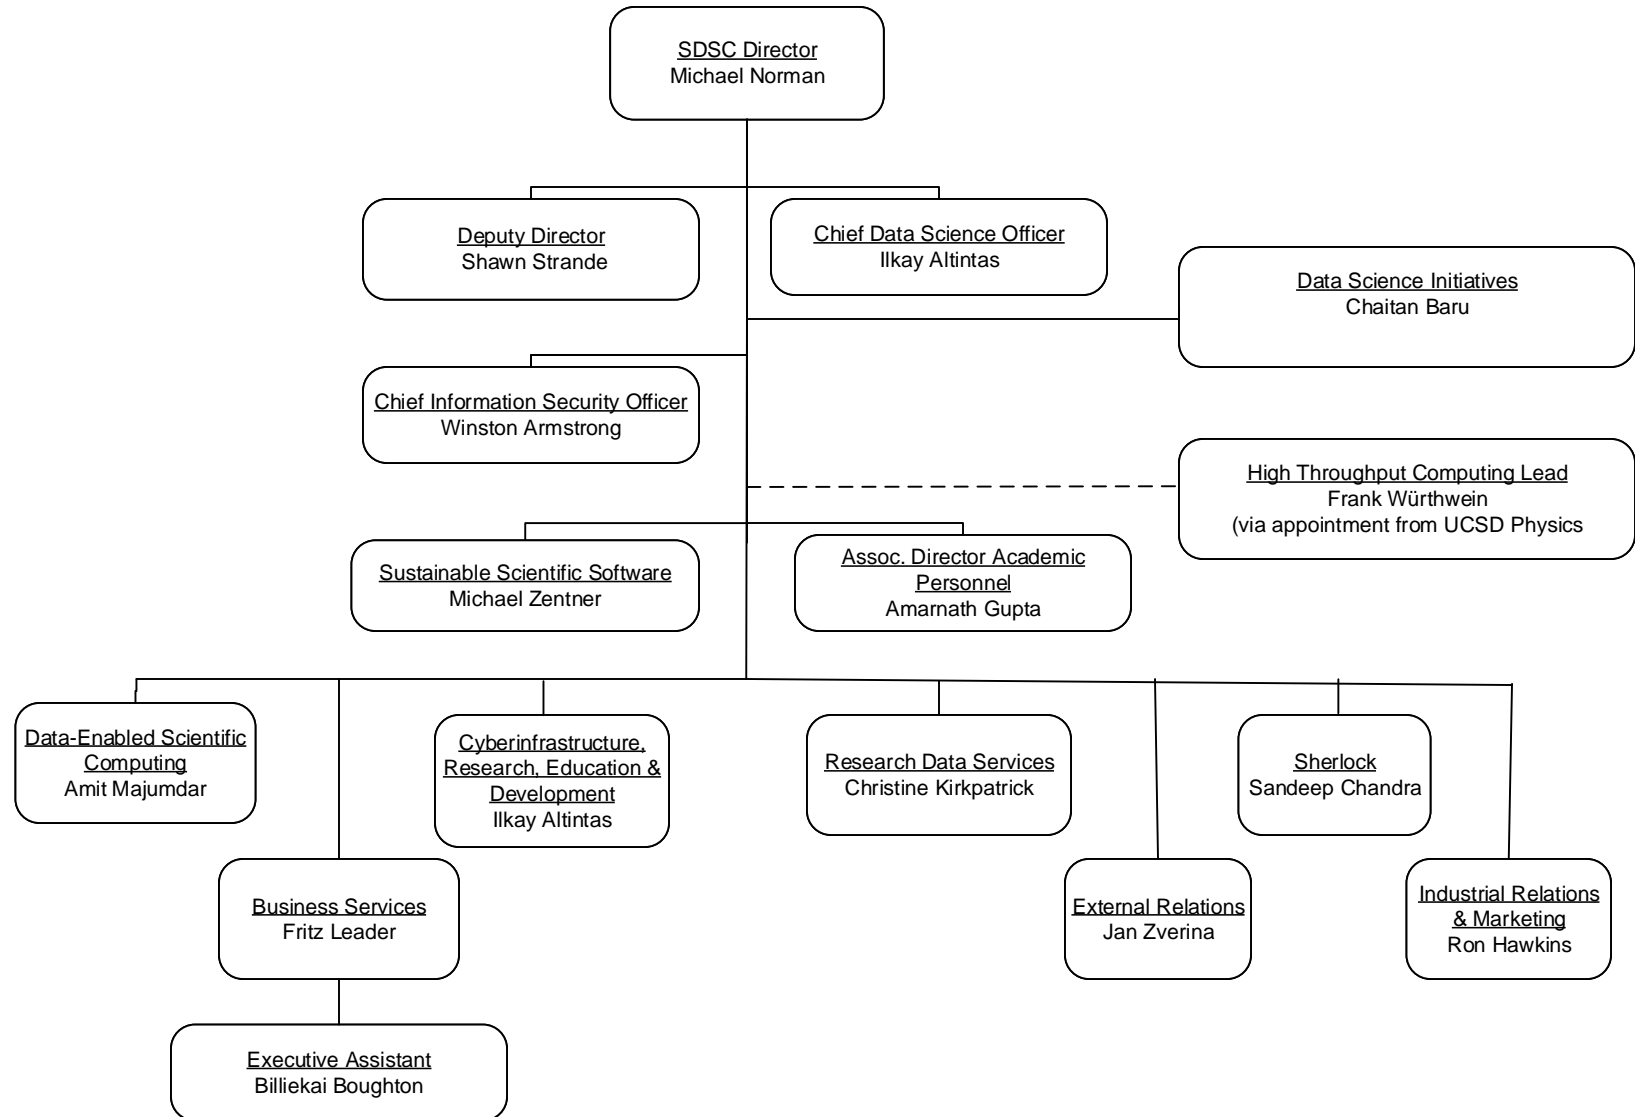 SDSC Director
Michael Norman
Deputy Director
Shawn Strande
Chief Data Science Officer
Ilkay Altintas
Data Science Initiatives
Chaitan Baru
Chief Information Security Officer
Winston Armstrong
High Throughput Computing Lead
Frank Würthwein
(via appointment from UCSD Physics
Sustainable Scientific Software
Michael Zentner
Assoc. Director Academic
Personnel
Amarnath Gupta
Data-Enabled Scientific
Computing
Amit Majumdar
Cyberinfrastructure,
Research, Education &
Development
Ilkay Altintas
Research Data Services
Christine Kirkpatrick
Sherlock
Sandeep Chandra
Business Services
Fritz Leader
External Relations
Jan Zverina
Industrial Relations
& Marketing
Ron Hawkins
Executive Assistant
Billiekai Boughton